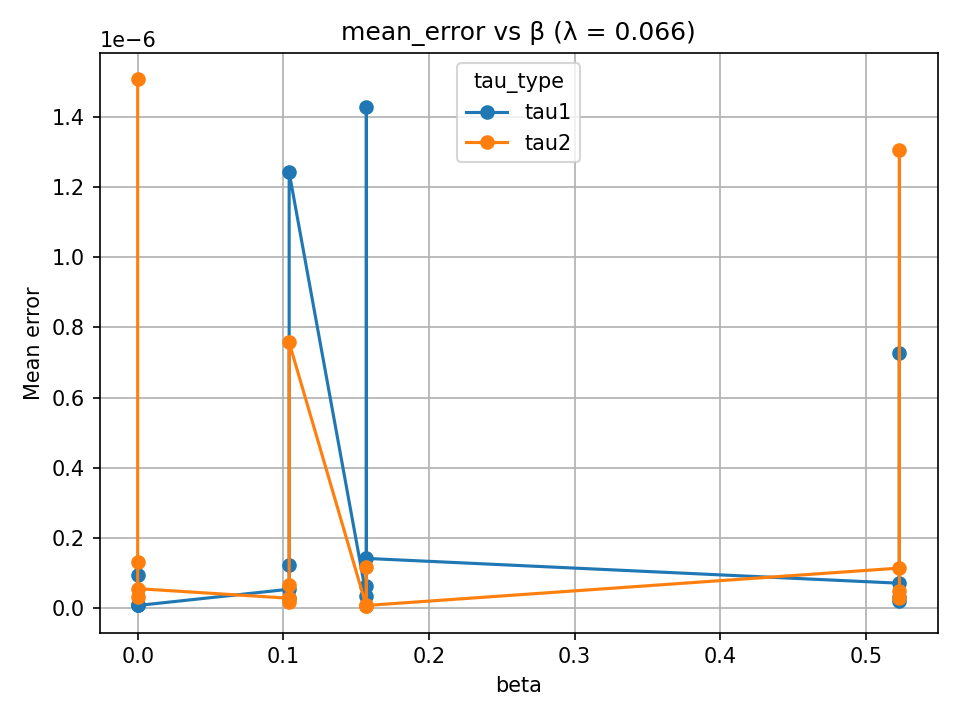 mean_error vs β (λ = 0.066)
1e−6
tau_type
tau1
tau2
1.4
1.2
1.0
0.8
0.6
0.4
0.2
0.0
Mean error
0.0 0.1 0.2 0.3 0.4 0.5
beta